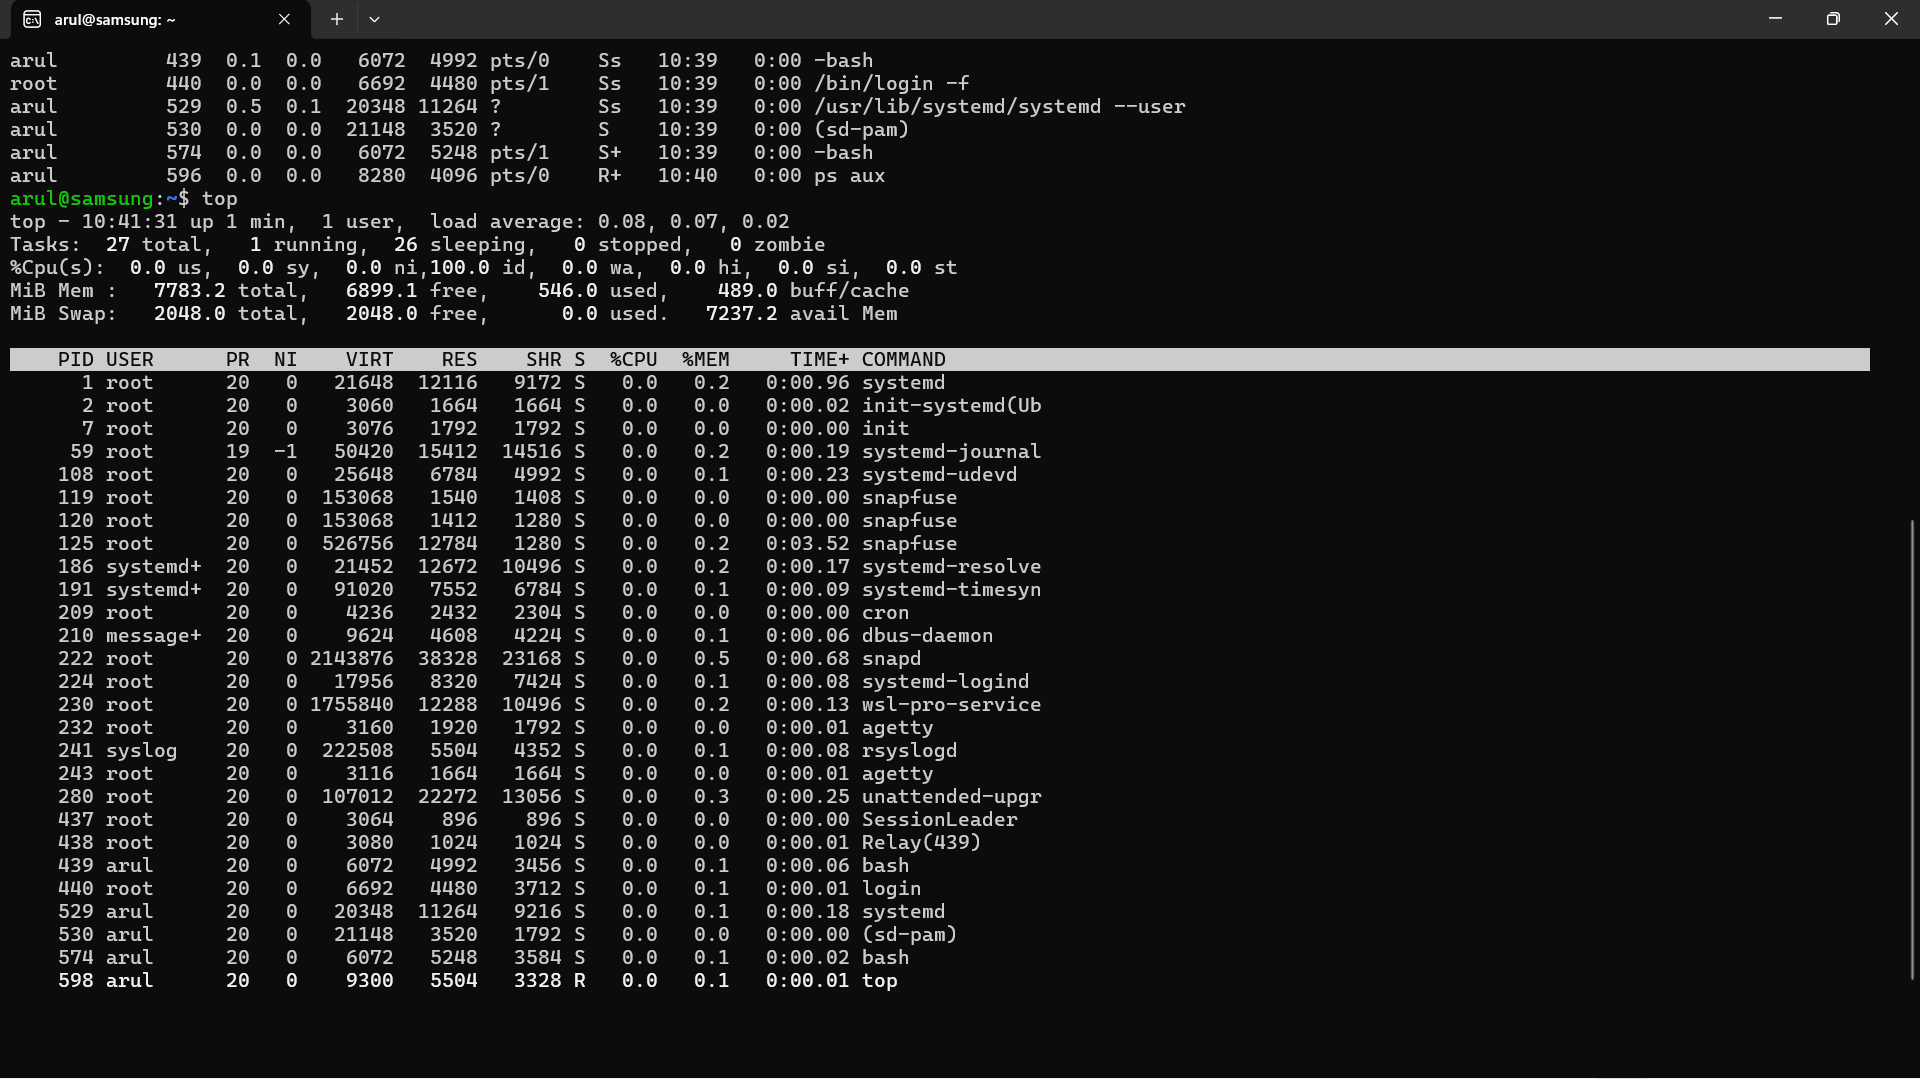 arul@samsung: ~
arul         439  0.1  0.0   6072  4992 pts/0    Ss   10:39   0:00 -bash
root         440  0.0  0.0   6692  4480 pts/1    Ss   10:39   0:00 /bin/login -f
arul         529  0.5  0.1  20348 11264 ?        Ss   10:39   0:00 /usr/lib/systemd/systemd --user
arul         530  0.0  0.0  21148  3520 ?        S    10:39   0:00 (sd-pam)
arul         574  0.0  0.0   6072  5248 pts/1    S+   10:39   0:00 -bash
arul         596  0.0  0.0   8280  4096 pts/0    R+   10:40   0:00 ps aux
arul@samsung:~$ top
top - 10:41:31 up 1 min,  1 user,  load average: 0.08, 0.07, 0.02
Tasks:  27 total,   1 running,  26 sleeping,   0 stopped,   0 zombie
%Cpu(s):  0.0 us,  0.0 sy,  0.0 ni,100.0 id,  0.0 wa,  0.0 hi,  0.0 si,  0.0 st
MiB Mem :   7783.2 total,   6899.1 free,    546.0 used,    489.0 buff/cache
MiB Swap:   2048.0 total,   2048.0 free,      0.0 used.   7237.2 avail Mem
    PID USER      PR  NI    VIRT    RES    SHR S  %CPU  %MEM     TIME+ COMMAND
      1 root      20   0   21648  12116   9172 S   0.0   0.2   0:00.96 systemd
      2 root      20   0    3060   1664   1664 S   0.0   0.0   0:00.02 init-systemd(Ub
      7 root      20   0    3076   1792   1792 S   0.0   0.0   0:00.00 init
     59 root      19  -1   50420  15412  14516 S   0.0   0.2   0:00.19 systemd-journal
    108 root      20   0   25648   6784   4992 S   0.0   0.1   0:00.23 systemd-udevd
    119 root      20   0  153068   1540   1408 S   0.0   0.0   0:00.00 snapfuse
    120 root      20   0  153068   1412   1280 S   0.0   0.0   0:00.00 snapfuse
    125 root      20   0  526756  12784   1280 S   0.0   0.2   0:03.52 snapfuse
    186 systemd+  20   0   21452  12672  10496 S   0.0   0.2   0:00.17 systemd-resolve
    191 systemd+  20   0   91020   7552   6784 S   0.0   0.1   0:00.09 systemd-timesyn
    209 root      20   0    4236   2432   2304 S   0.0   0.0   0:00.00 cron
    210 message+  20   0    9624   4608   4224 S   0.0   0.1   0:00.06 dbus-daemon
    222 root      20   0 2143876  38328  23168 S   0.0   0.5   0:00.68 snapd
    224 root      20   0   17956   8320   7424 S   0.0   0.1   0:00.08 systemd-logind
    230 root      20   0 1755840  12288  10496 S   0.0   0.2   0:00.13 wsl-pro-service
    232 root      20   0    3160   1920   1792 S   0.0   0.0   0:00.01 agetty
    241 syslog    20   0  222508   5504   4352 S   0.0   0.1   0:00.08 rsyslogd
    243 root      20   0    3116   1664   1664 S   0.0   0.0   0:00.01 agetty
    280 root      20   0  107012  22272  13056 S   0.0   0.3   0:00.25 unattended-upgr
    437 root      20   0    3064    896    896 S   0.0   0.0   0:00.00 SessionLeader
    438 root      20   0    3080   1024   1024 S   0.0   0.0   0:00.01 Relay(439)
    439 arul      20   0    6072   4992   3456 S   0.0   0.1   0:00.06 bash
    440 root      20   0    6692   4480   3712 S   0.0   0.1   0:00.01 login
    529 arul      20   0   20348  11264   9216 S   0.0   0.1   0:00.18 systemd
    530 arul      20   0   21148   3520   1792 S   0.0   0.0   0:00.00 (sd-pam)
    574 arul      20   0    6072   5248   3584 S   0.0   0.1   0:00.02 bash
    598 arul      20   0    9300   5504   3328 R   0.0   0.1   0:00.01 top